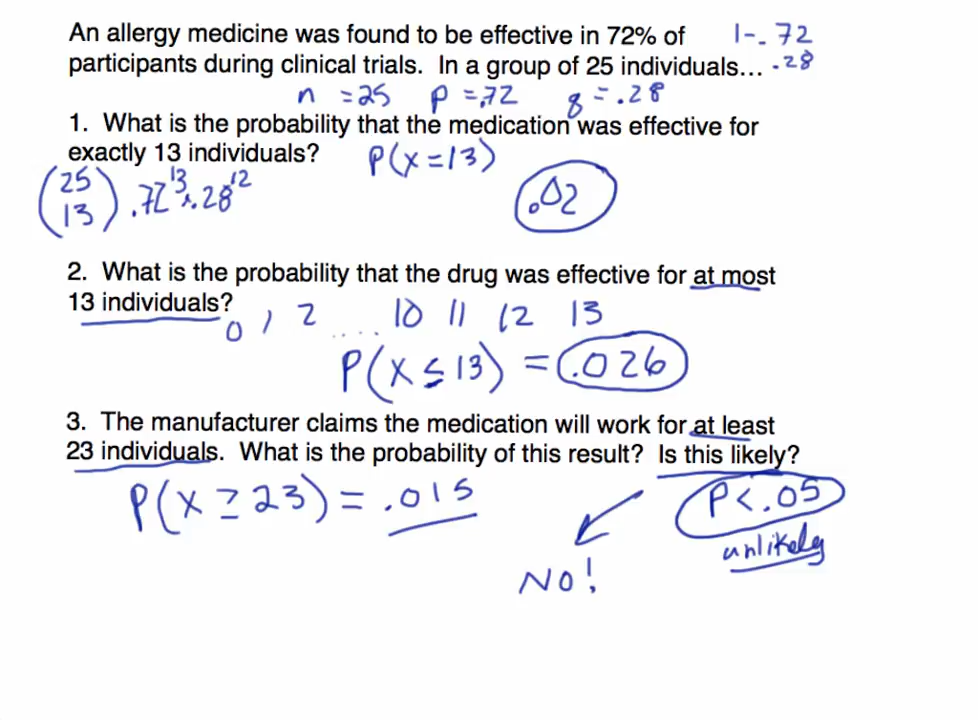 An allergy medicine was found to be effective in 72% of 1-.72
participants during clinical trials. In a group of 25 individuals... .28
n = 25 p = .72 q = .28
1. What is the probability that the medication was effective for
exactly 13 individuals? P(x = 13)
(25 13) .72^13 x .28^12 .02
2. What is the probability that the drug was effective for at most
13 individuals?
0 1 2 .... 10 11 12 13
P(x ≤ 13) = .026
3. The manufacturer claims the medication will work for at least
23 individuals. What is the probability of this result? Is this likely?
P(x ≥ 23) = .015 P < .05
unlikely
NO!